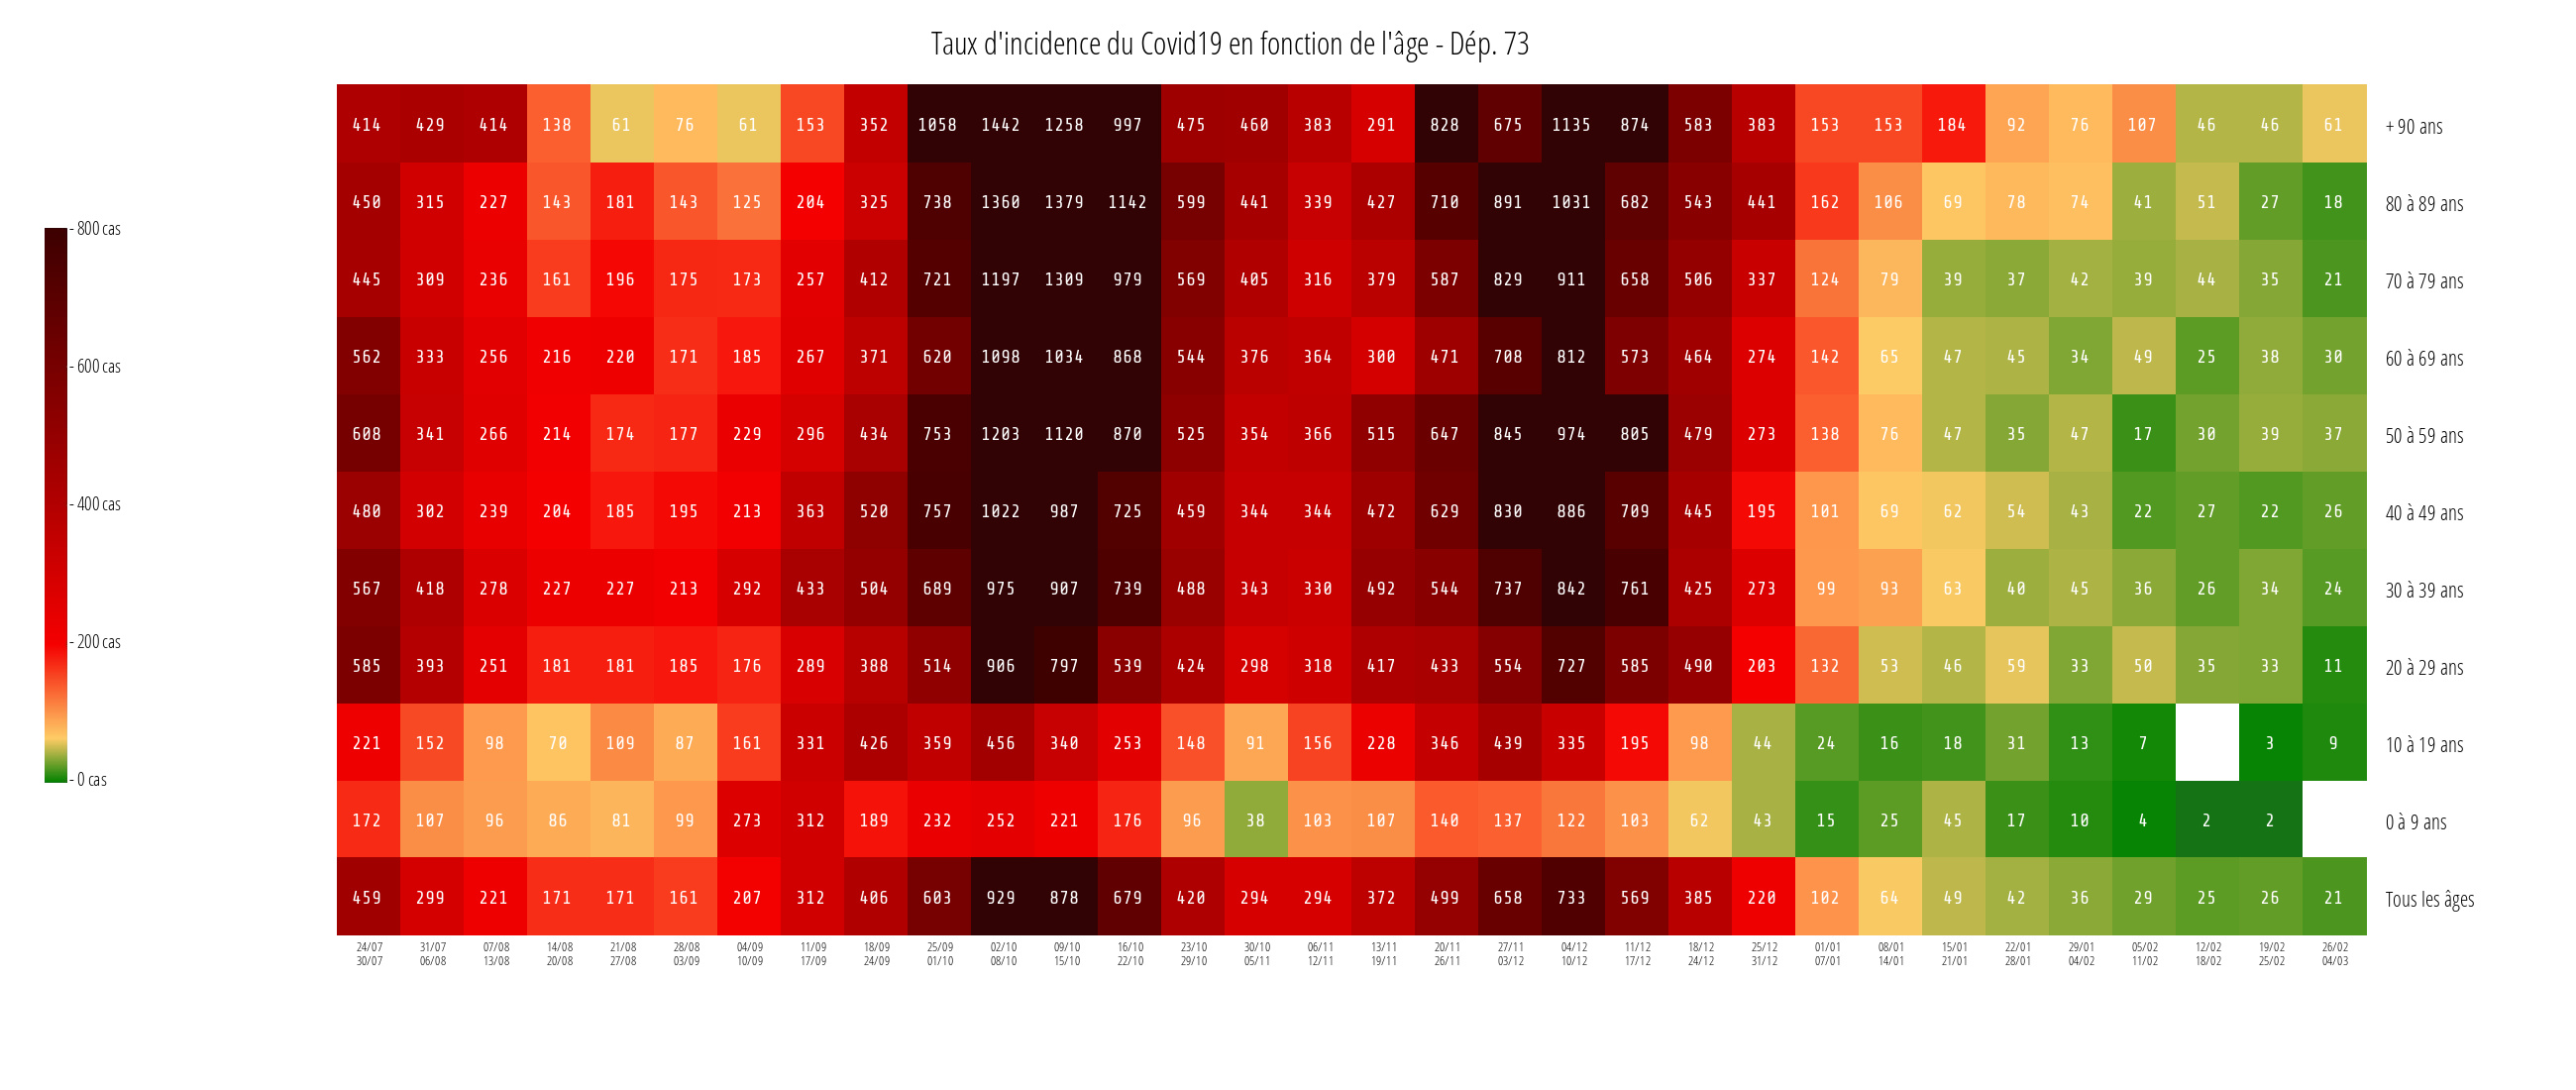 Taux d'incidence du Covid19 en fonction de l'âge - Dép. 73
- 800 cas
- 600 cas
- 400 cas
- 200 cas
- 0 cas
414 429 414 138 61 76 61 153 352 1058 1442 1258 997 475 460 383 291 828 675 1135 874 583 383 153 153 184 92 76 107 46 46 61 + 90 ans
450 315 227 143 181 143 125 204 325 738 1360 1379 1142 599 441 339 427 710 891 1031 682 543 441 162 106 69 78 74 41 51 27 18 80 à 89 ans
445 309 236 161 196 175 173 257 412 721 1197 1309 979 569 405 316 379 587 829 911 658 506 337 124 79 39 37 42 39 44 35 21 70 à 79 ans
562 333 256 216 220 171 185 267 371 620 1098 1034 868 544 376 364 300 471 708 812 573 464 274 142 65 47 45 34 49 25 38 30 60 à 69 ans
608 341 266 214 174 177 229 296 434 753 1203 1120 870 525 354 366 515 647 845 974 805 479 273 138 76 47 35 47 17 30 39 37 50 à 59 ans
480 302 239 204 185 195 213 363 520 757 1022 987 725 459 344 344 472 629 830 886 709 445 195 101 69 62 54 43 22 27 22 26 40 à 49 ans
567 418 278 227 227 213 292 433 504 689 975 907 739 488 343 330 492 544 737 842 761 425 273 99 93 63 40 45 36 26 34 24 30 à 39 ans
585 393 251 181 181 185 176 289 388 514 906 797 539 424 298 318 417 433 554 727 585 490 203 132 53 46 59 33 50 35 33 11 20 à 29 ans
221 152 98 70 109 87 161 331 426 359 456 340 253 148 91 156 228 346 439 335 195 98 44 24 16 18 31 13 7 3 9 10 à 19 ans
172 107 96 86 81 99 273 312 189 232 252 221 176 96 38 103 107 140 137 122 103 62 43 15 25 45 17 10 4 2 2 0 à 9 ans
459 299 221 171 171 161 207 312 406 603 929 878 679 420 294 294 372 499 658 733 569 385 220 102 64 49 42 36 29 25 26 21 Tous les âges
24/07 31/07 07/08 14/08 21/08 28/08 04/09 11/09 18/09 25/09 02/10 09/10 16/10 23/10 30/10 06/11 13/11 20/11 27/11 04/12 11/12 18/12 25/12 01/01 08/01 15/01 22/01 29/01 05/02 12/02 19/02 26/02
30/07 06/08 13/08 20/08 27/08 03/09 10/09 17/09 24/09 01/10 08/10 15/10 22/10 29/10 05/11 12/11 19/11 26/11 03/12 10/12 17/12 24/12 31/12 07/01 14/01 21/01 28/01 04/02 11/02 18/02 25/02 04/03